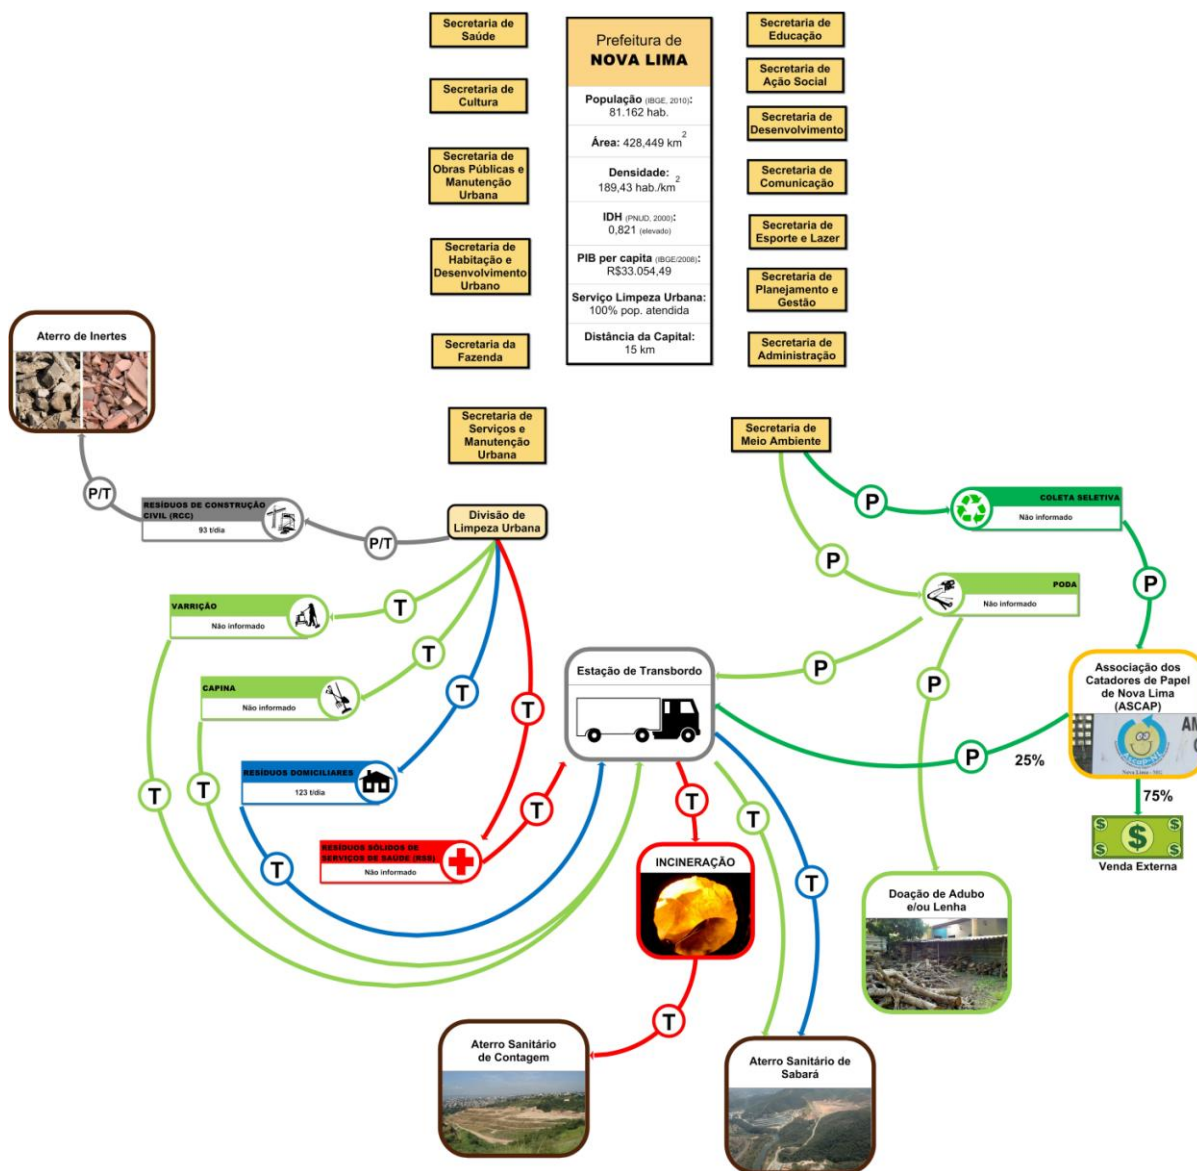 Secretaria de
Saúde
Secretaria de
Cultura
Secretaria de
Obras Públicas e
Manutenção
Urbana
Secretaria de
Habitação e
Desenvolvimento
Urbano
Secretaria da
Fazenda
Secretaria de
Serviços e
Manutenção
Urbana
Prefeitura de
NOVA LIMA
População (IBGE, 2010):
81.162 hab.
Área: 428,449 km2
Densidade:
189,43 hab./km2
IDH (PNUD, 2000):
0,821 (elevado)
PIB per capita (IBGE/2008):
R$33.054,49
Serviço Limpeza Urbana:
100% pop. atendida
Distância da Capital:
15 km
Secretaria de
Educação
Secretaria de
Ação Social
Secretaria de
Desenvolvimento
Secretaria de
Comunicação
Secretaria de
Esporte e Lazer
Secretaria de
Planejamento e
Gestão
Secretaria de
Administração
Secretaria de
Meio Ambiente
Aterro de Inertes
P/T
RESÍDUOS DE CONSTRUÇÃO
CIVIL (RCC)
93 t/dia
P/T
Divisão de
Limpeza Urbana
P
COLETA SELETIVA
Não informado
P
P
PODA
Não informado
VARRIÇÃO
Não informado
T
T
CAPINA
Não informado
T
T
RESÍDUOS DOMICILIARES
123 t/dia
T
T
RESÍDUOS SÓLIDOS DE
SERVIÇOS DE SAÚDE (RSS)
Não informado
T
T
Estação de Transbordo
P
P
Associação dos
Catadores de Papel
de Nova Lima
(ASCAP)
AM
Nova Lima - MG
P
25%
75%
$ $
$
$ $
Venda Externa
T
T
T
INCINERAÇÃO
Doação de Adubo
e/ou Lenha
T
Aterro Sanitário
de Contagem
Aterro Sanitário de
Sabará